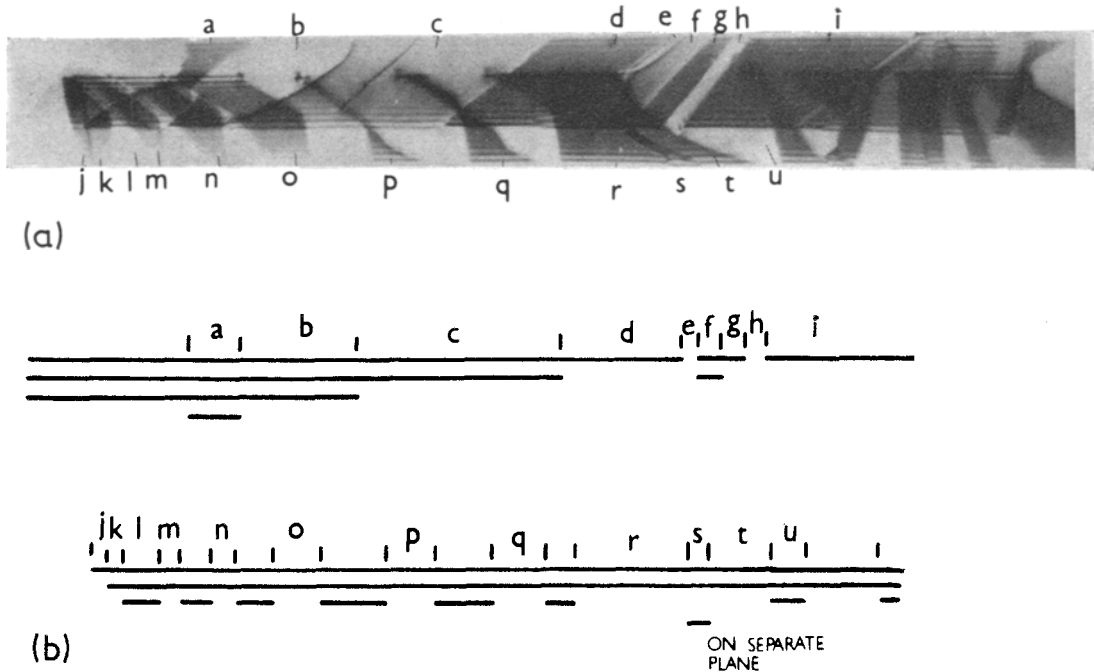 a b c d e f g h i
j k l m n o p q r s t u
(a)
a b c d e f g h i
j k l m n o p q r s t u
(b)
ON SEPARATE
PLANE